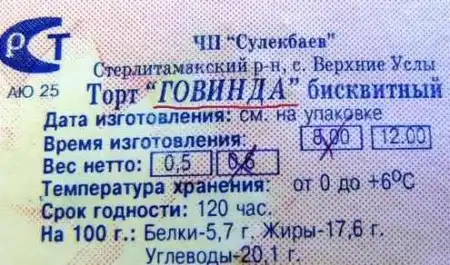 РСТ
ЧП "Сулекбаев"
Стерлитамакский р-н, с. Верхние Услы
АЮ 25
Торт "ГОВИНДА" бисквитный
Дата изготовления: см. на упаковке
Время изготовления: 8.00 12.00
Вес нетто: 0,5 0,6
Температура хранения: от 0 до +6ºС
Срок годности: 120 час.
На 100 г.: Белки-5,7 г. Жиры-17,6 г.
Углеводы-20,1 г.